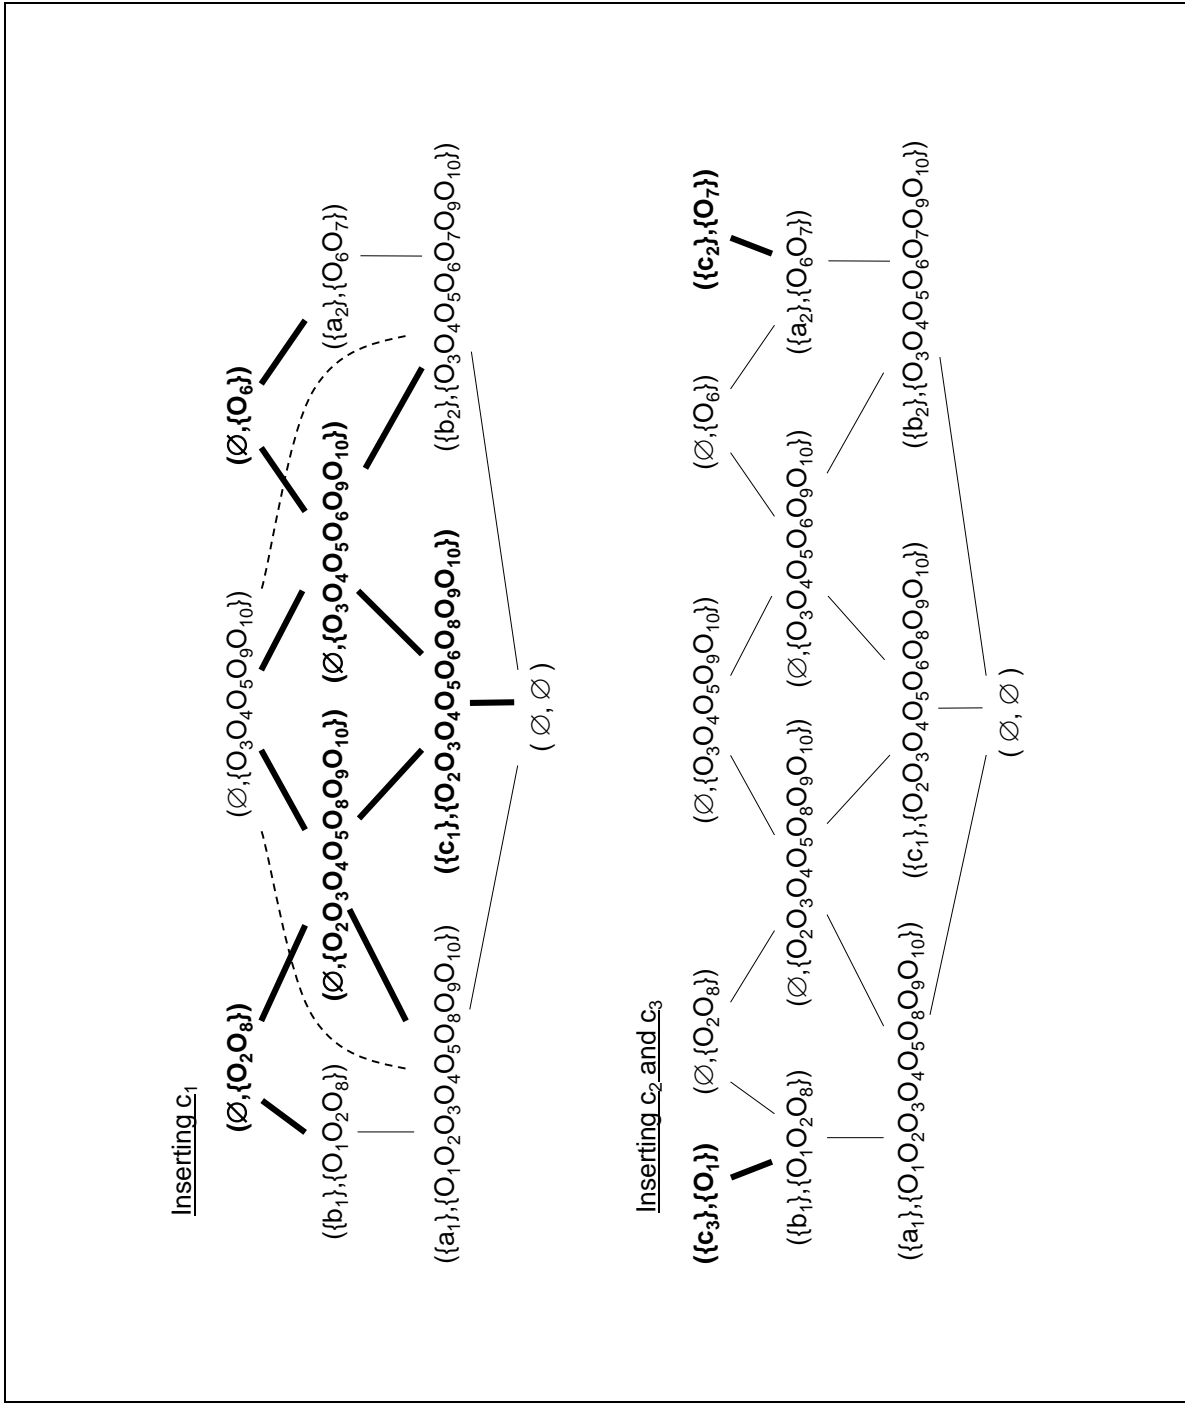 Inserting c₁
(∅,{O₂O₈})
(∅,{O₃O₄O₅O₉O₁₀})
(∅,{O₆})
({b₁},{O₁O₂O₈})
(∅,{O₂O₃O₄O₅O₈O₉O₁₀})
(∅,{O₃O₄O₅O₆O₉O₁₀})
({a₂},{O₆O₇})
({a₁},{O₁O₂O₃O₄O₅O₈O₉O₁₀})
({c₁},{O₂O₃O₄O₅O₆O₈O₉O₁₀})
({b₂},{O₃O₄O₅O₆O₇O₉O₁₀})
( ∅, ∅ )
Inserting c₂ and c₃
({c₃},{O₁})
(∅,{O₂O₈})
(∅,{O₃O₄O₅O₉O₁₀})
(∅,{O₆})
({c₂},{O₇})
({b₁},{O₁O₂O₈})
(∅,{O₂O₃O₄O₅O₈O₉O₁₀})
(∅,{O₃O₄O₅O₆O₉O₁₀})
({a₂},{O₆O₇})
({a₁},{O₁O₂O₃O₄O₅O₈O₉O₁₀})
({c₁},{O₂O₃O₄O₅O₆O₈O₉O₁₀})
({b₂},{O₃O₄O₅O₆O₇O₉O₁₀})
( ∅, ∅ )